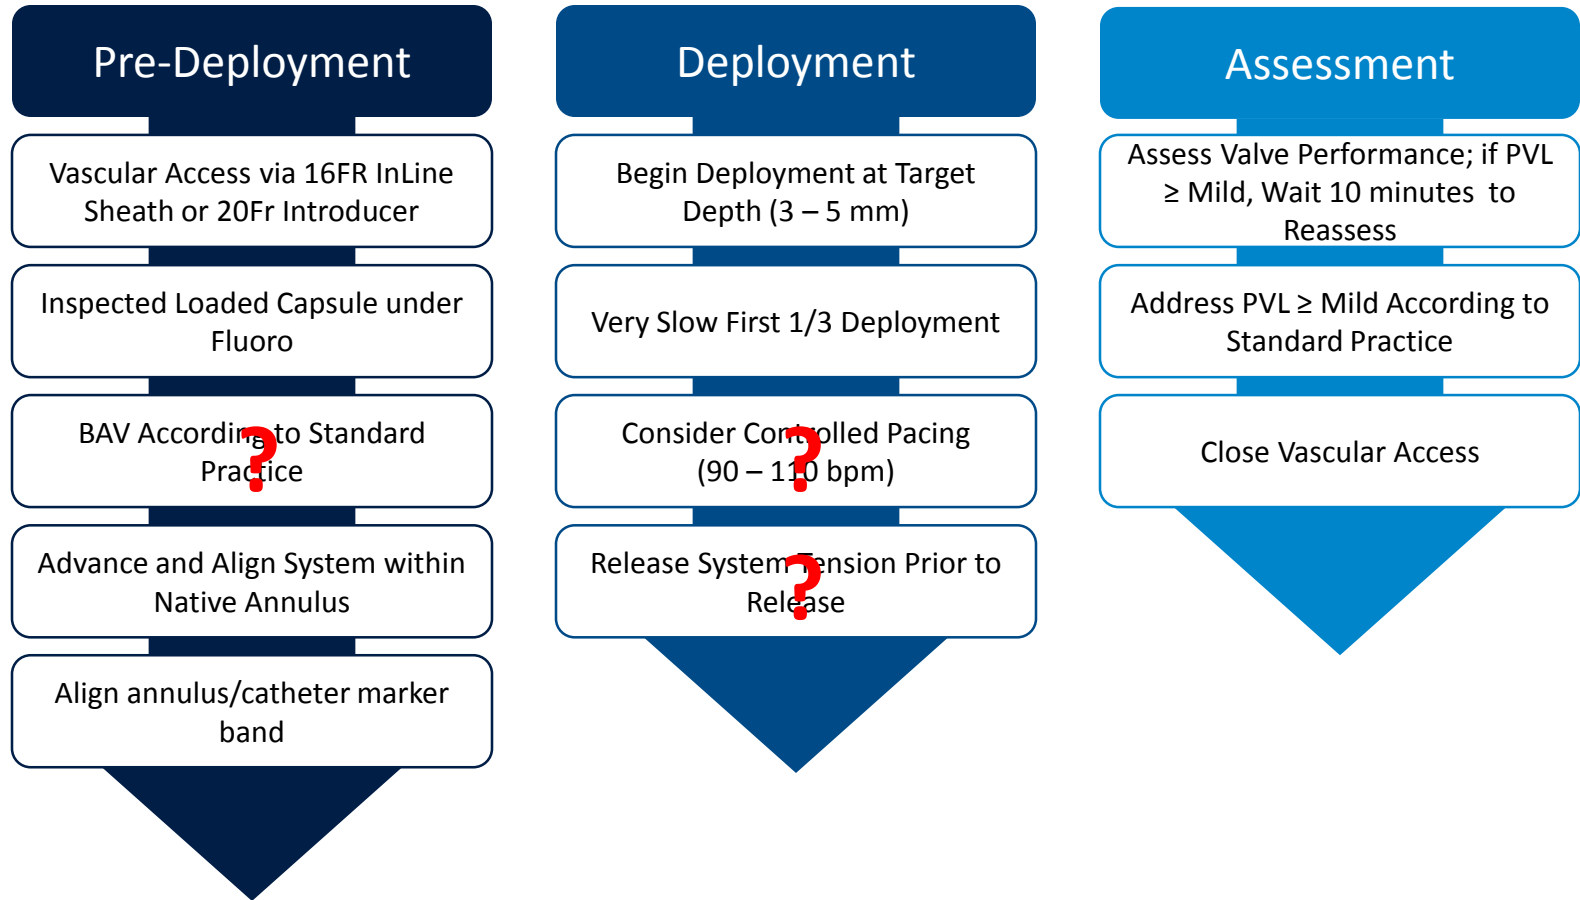 Pre-Deployment
Vascular Access via 16FR InLine
Sheath or 20Fr Introducer
Inspected Loaded Capsule under
Fluoro
BAV According to Standard
Practice
?
Advance and Align System within
Native Annulus
Align annulus/catheter marker
band
Deployment
Begin Deployment at Target
Depth (3 – 5 mm)
Very Slow First 1/3 Deployment
Consider Controlled Pacing
(90 – 110 bpm)
?
Release System Tension Prior to
Release
?
Assessment
Assess Valve Performance; if PVL
≥ Mild, Wait 10 minutes to
Reassess
Address PVL ≥ Mild According to
Standard Practice
Close Vascular Access